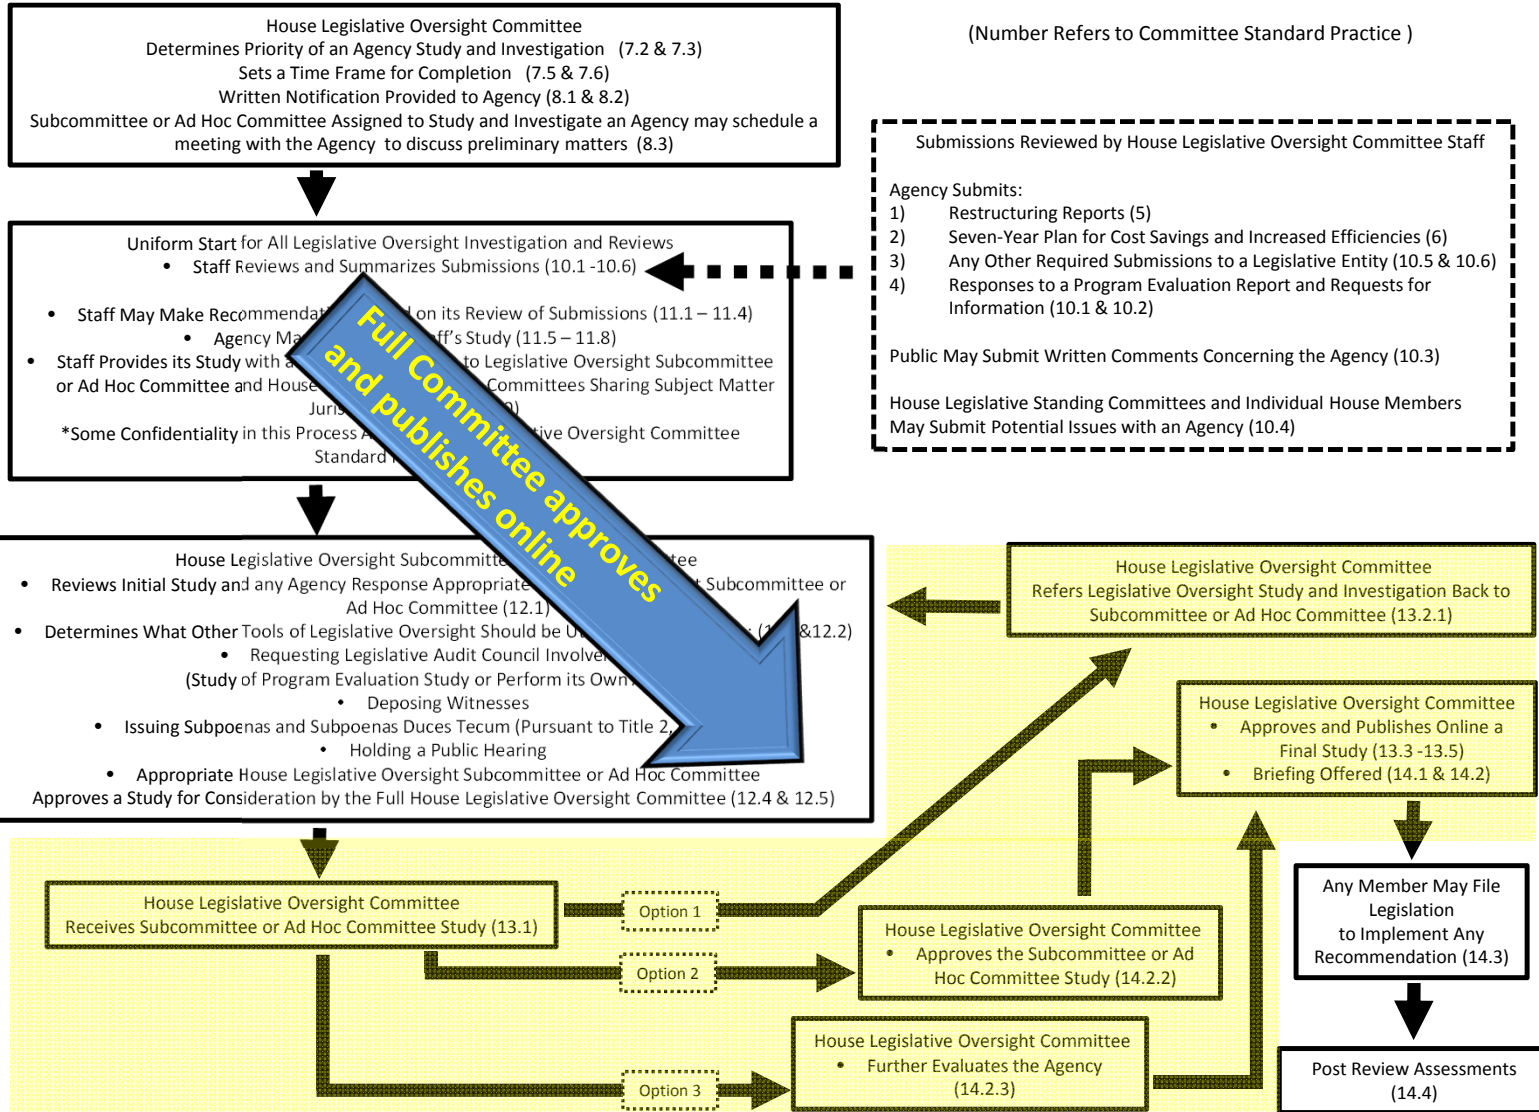 House Legislative Oversight Committee
Determines Priority of an Agency Study and Investigation (7.2 & 7.3)
Sets a Time Frame for Completion (7.5 & 7.6)
Written Notification Provided to Agency (8.1 & 8.2)
Subcommittee or Ad Hoc Committee Assigned to Study and Investigate an Agency may schedule a
meeting with the Agency to discuss preliminary matters (8.3)
(Number Refers to Committee Standard Practice )
Submissions Reviewed by House Legislative Oversight Committee Staff
Agency Submits:
1) Restructuring Reports (5)
2) Seven-Year Plan for Cost Savings and Increased Efficiencies (6)
3) Any Other Required Submissions to a Legislative Entity (10.5 & 10.6)
4) Responses to a Program Evaluation Report and Requests for
Information (10.1 & 10.2)
Public May Submit Written Comments Concerning the Agency (10.3)
House Legislative Standing Committees and Individual House Members
May Submit Potential Issues with an Agency (10.4)
Uniform Start for All Legislative Oversight Investigation and Reviews
• Staff Reviews and Summarizes Submissions (10.1 -10.6)
• Staff May Make on its Review of Submissions (11.1 – 11.4)
• Agency Study (11.5 – 11.8)
• Staff Provides its Study with to Legislative Oversight Subcommittee
or Ad Hoc Committee and House Committees Sharing Subject Matter
*Some Confidentiality in this Process Oversight Committee
Standard
Full Committee approves
and publishes online
House Legislative Oversight
• Reviews Initial Study and any Agency Response Subcommittee or
Ad Hoc Committee (12.1)
• Determines What Other Tools of Legislative Oversight Should be &12.2)
• Requesting Legislative Audit Council
(Study of Program Evaluation Study or Perform its
• Deposing Witnesses
• Issuing Subpoenas and Subpoenas Duces Tecum (Pursuant to Title 2,
• Holding a Public Hearing
• Appropriate House Legislative Oversight Subcommittee or Ad Hoc Committee
Approves a Study for Consideration by the Full House Legislative Oversight Committee (12.4 & 12.5)
House Legislative Oversight Committee
Refers Legislative Oversight Study and Investigation Back to
Subcommittee or Ad Hoc Committee (13.2.1)
House Legislative Oversight Committee
• Approves and Publishes Online a
Final Study (13.3 -13.5)
• Briefing Offered (14.1 & 14.2)
House Legislative Oversight Committee
Receives Subcommittee or Ad Hoc Committee Study (13.1)
Option 1
Option 2
Option 3
House Legislative Oversight Committee
• Approves the Subcommittee or Ad
Hoc Committee Study (14.2.2)
House Legislative Oversight Committee
• Further Evaluates the Agency
(14.2.3)
Any Member May File
Legislation
to Implement Any
Recommendation (14.3)
Post Review Assessments
(14.4)